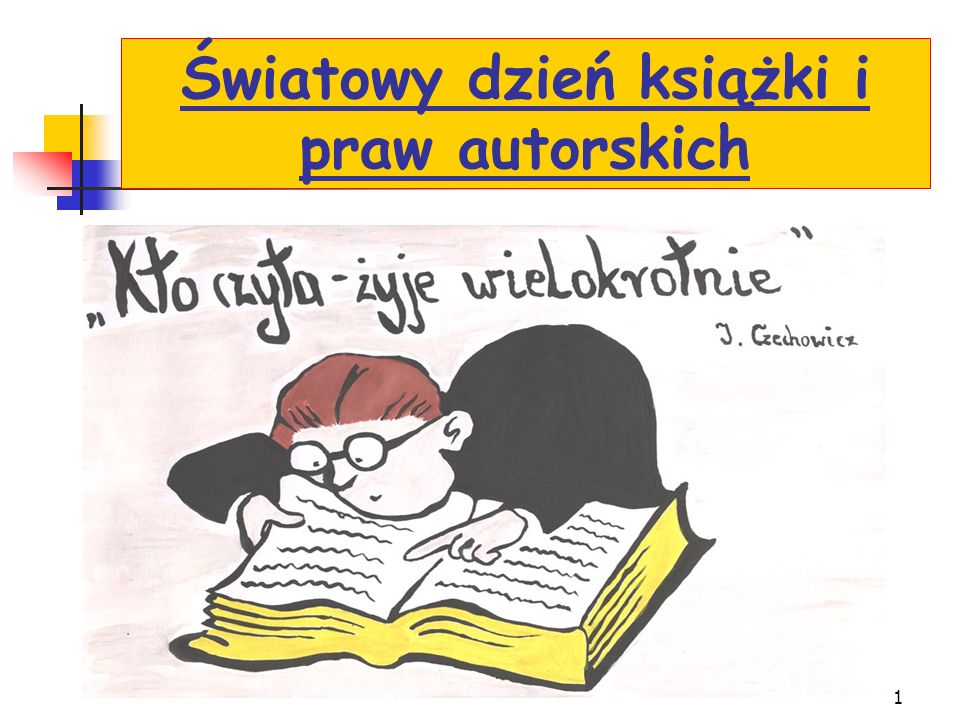 Światowy dzień książki i
praw autorskich
„Kto czyta - żyje wielokrotnie”
J. Czechowicz
1